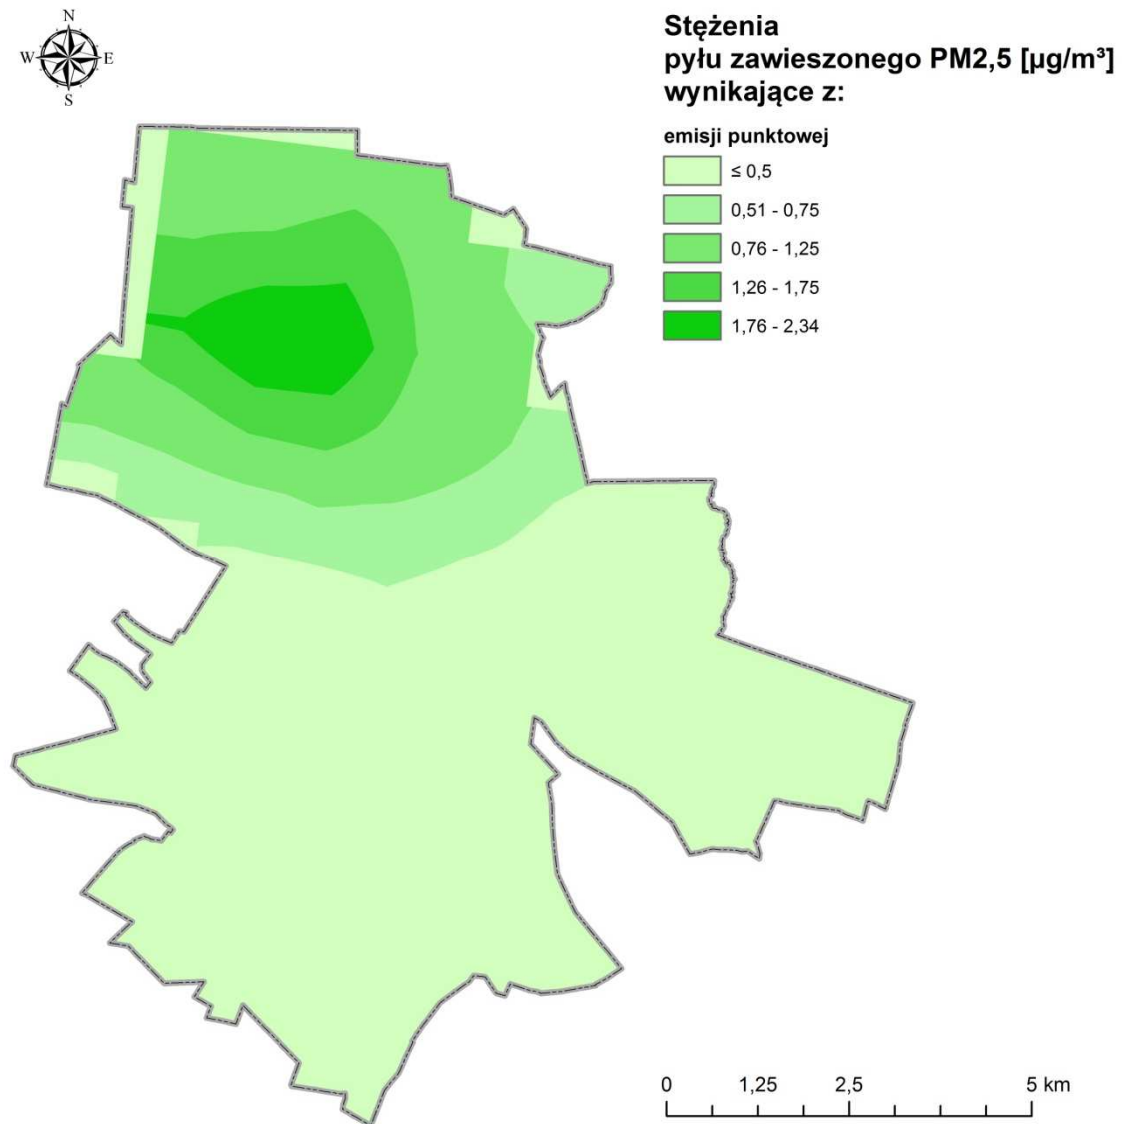 N
W E
S
Stężenia
pyłu zawieszonego PM2,5 [µg/m³]
wynikające z:
emisji punktowej
≤ 0,5
0,51 - 0,75
0,76 - 1,25
1,26 - 1,75
1,76 - 2,34
0 1,25 2,5 5 km